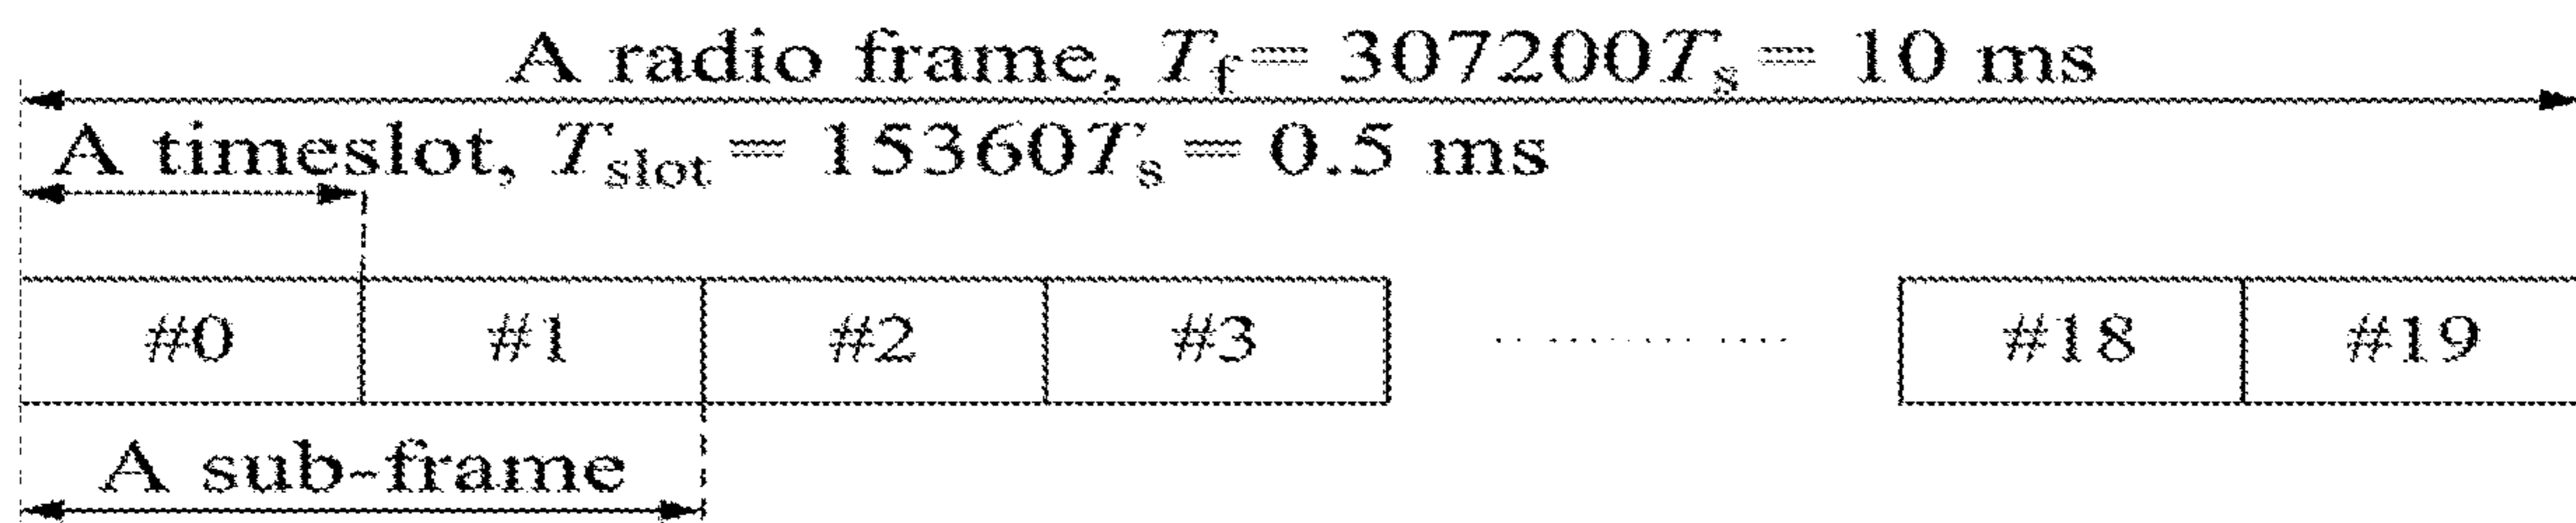 A radio frame, Tf = 307200Ts = 10 ms
A timeslot, Tslot = 15360Ts = 0.5 ms
#0 #1 #2 #3 ............ #18 #19
A sub-frame